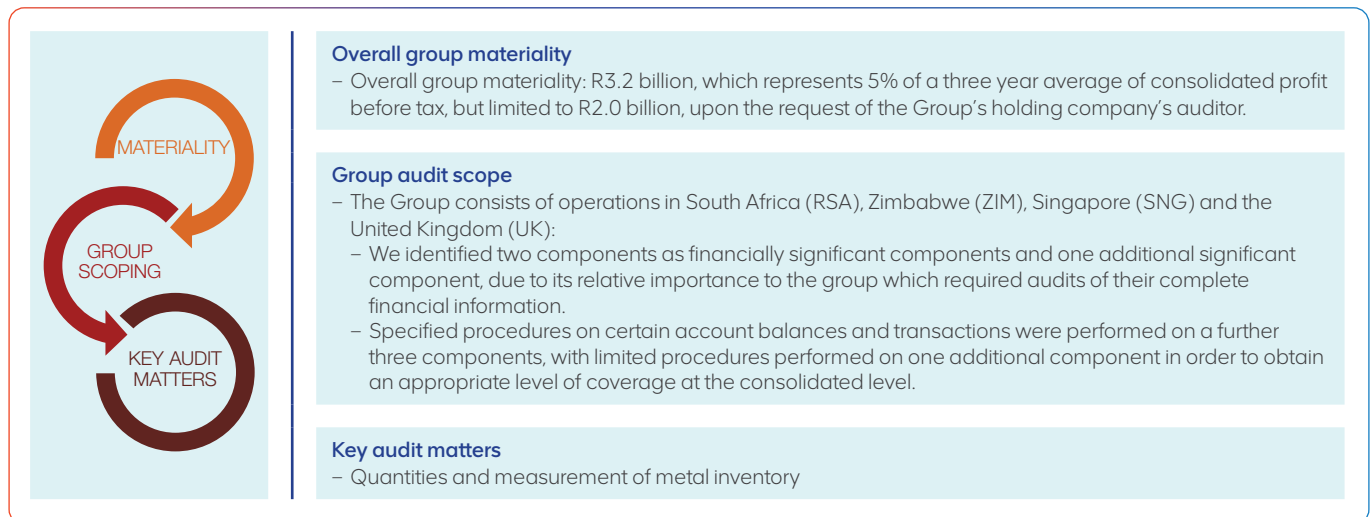 MATERIALITY
GROUP
SCOPING
KEY AUDIT
MATTERS
Overall group materiality
– Overall group materiality: R3.2 billion, which represents 5% of a three year average of consolidated profit
before tax, but limited to R2.0 billion, upon the request of the Group's holding company's auditor.
Group audit scope
– The Group consists of operations in South Africa (RSA), Zimbabwe (ZIM), Singapore (SNG) and the
United Kingdom (UK):
– We identified two components as financially significant components and one additional significant
component, due to its relative importance to the group which required audits of their complete
financial information.
– Specified procedures on certain account balances and transactions were performed on a further
three components, with limited procedures performed on one additional component in order to obtain
an appropriate level of coverage at the consolidated level.
Key audit matters
– Quantities and measurement of metal inventory